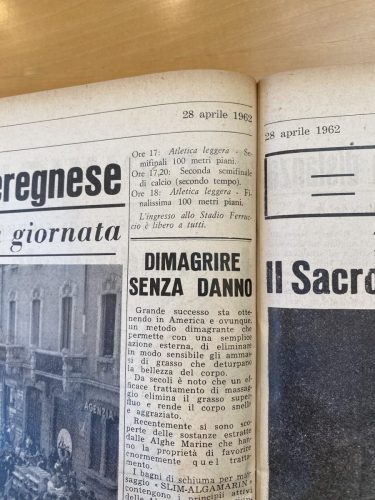 28 aprile 1962
28 aprile 1962
eregnese
giornata
Ore 17: Atletica leggera - Se-
mifinali 100 metri piani.
Ore 17,20: Seconda semifinale
di calcio (secondo tempo).
Ore 18: Atletica leggera - Fi-
nalissima 100 metri piani.
L'ingresso allo Stadio Ferruc-
cio è libero a tutti.
DIMAGRIRE
SENZA DANNO
Grande successo sta otte-
nendo in America e ovunque,
un metodo dimagrante che
permette con una semplice
azione esterna, di eliminare
in modo sensibile gli ammas-
si di grasso che deturpano
la bellezza del corpo.
Da secoli è noto che un ef-
ficace trattamento di massag-
gio elimina il grasso super-
fluo e rende il corpo snello
e aggraziato.
Recentemente si sono sco-
perte delle sostanze estratte
dalle Alghe Marine che han-
no la proprietà di favorire
enormemente quel tratta-
mento.
I bagni di schiuma per mas-
saggio «SLIM-ALGAMARIN»
contengono i principii attivi
Il Sacro
AGENZIA